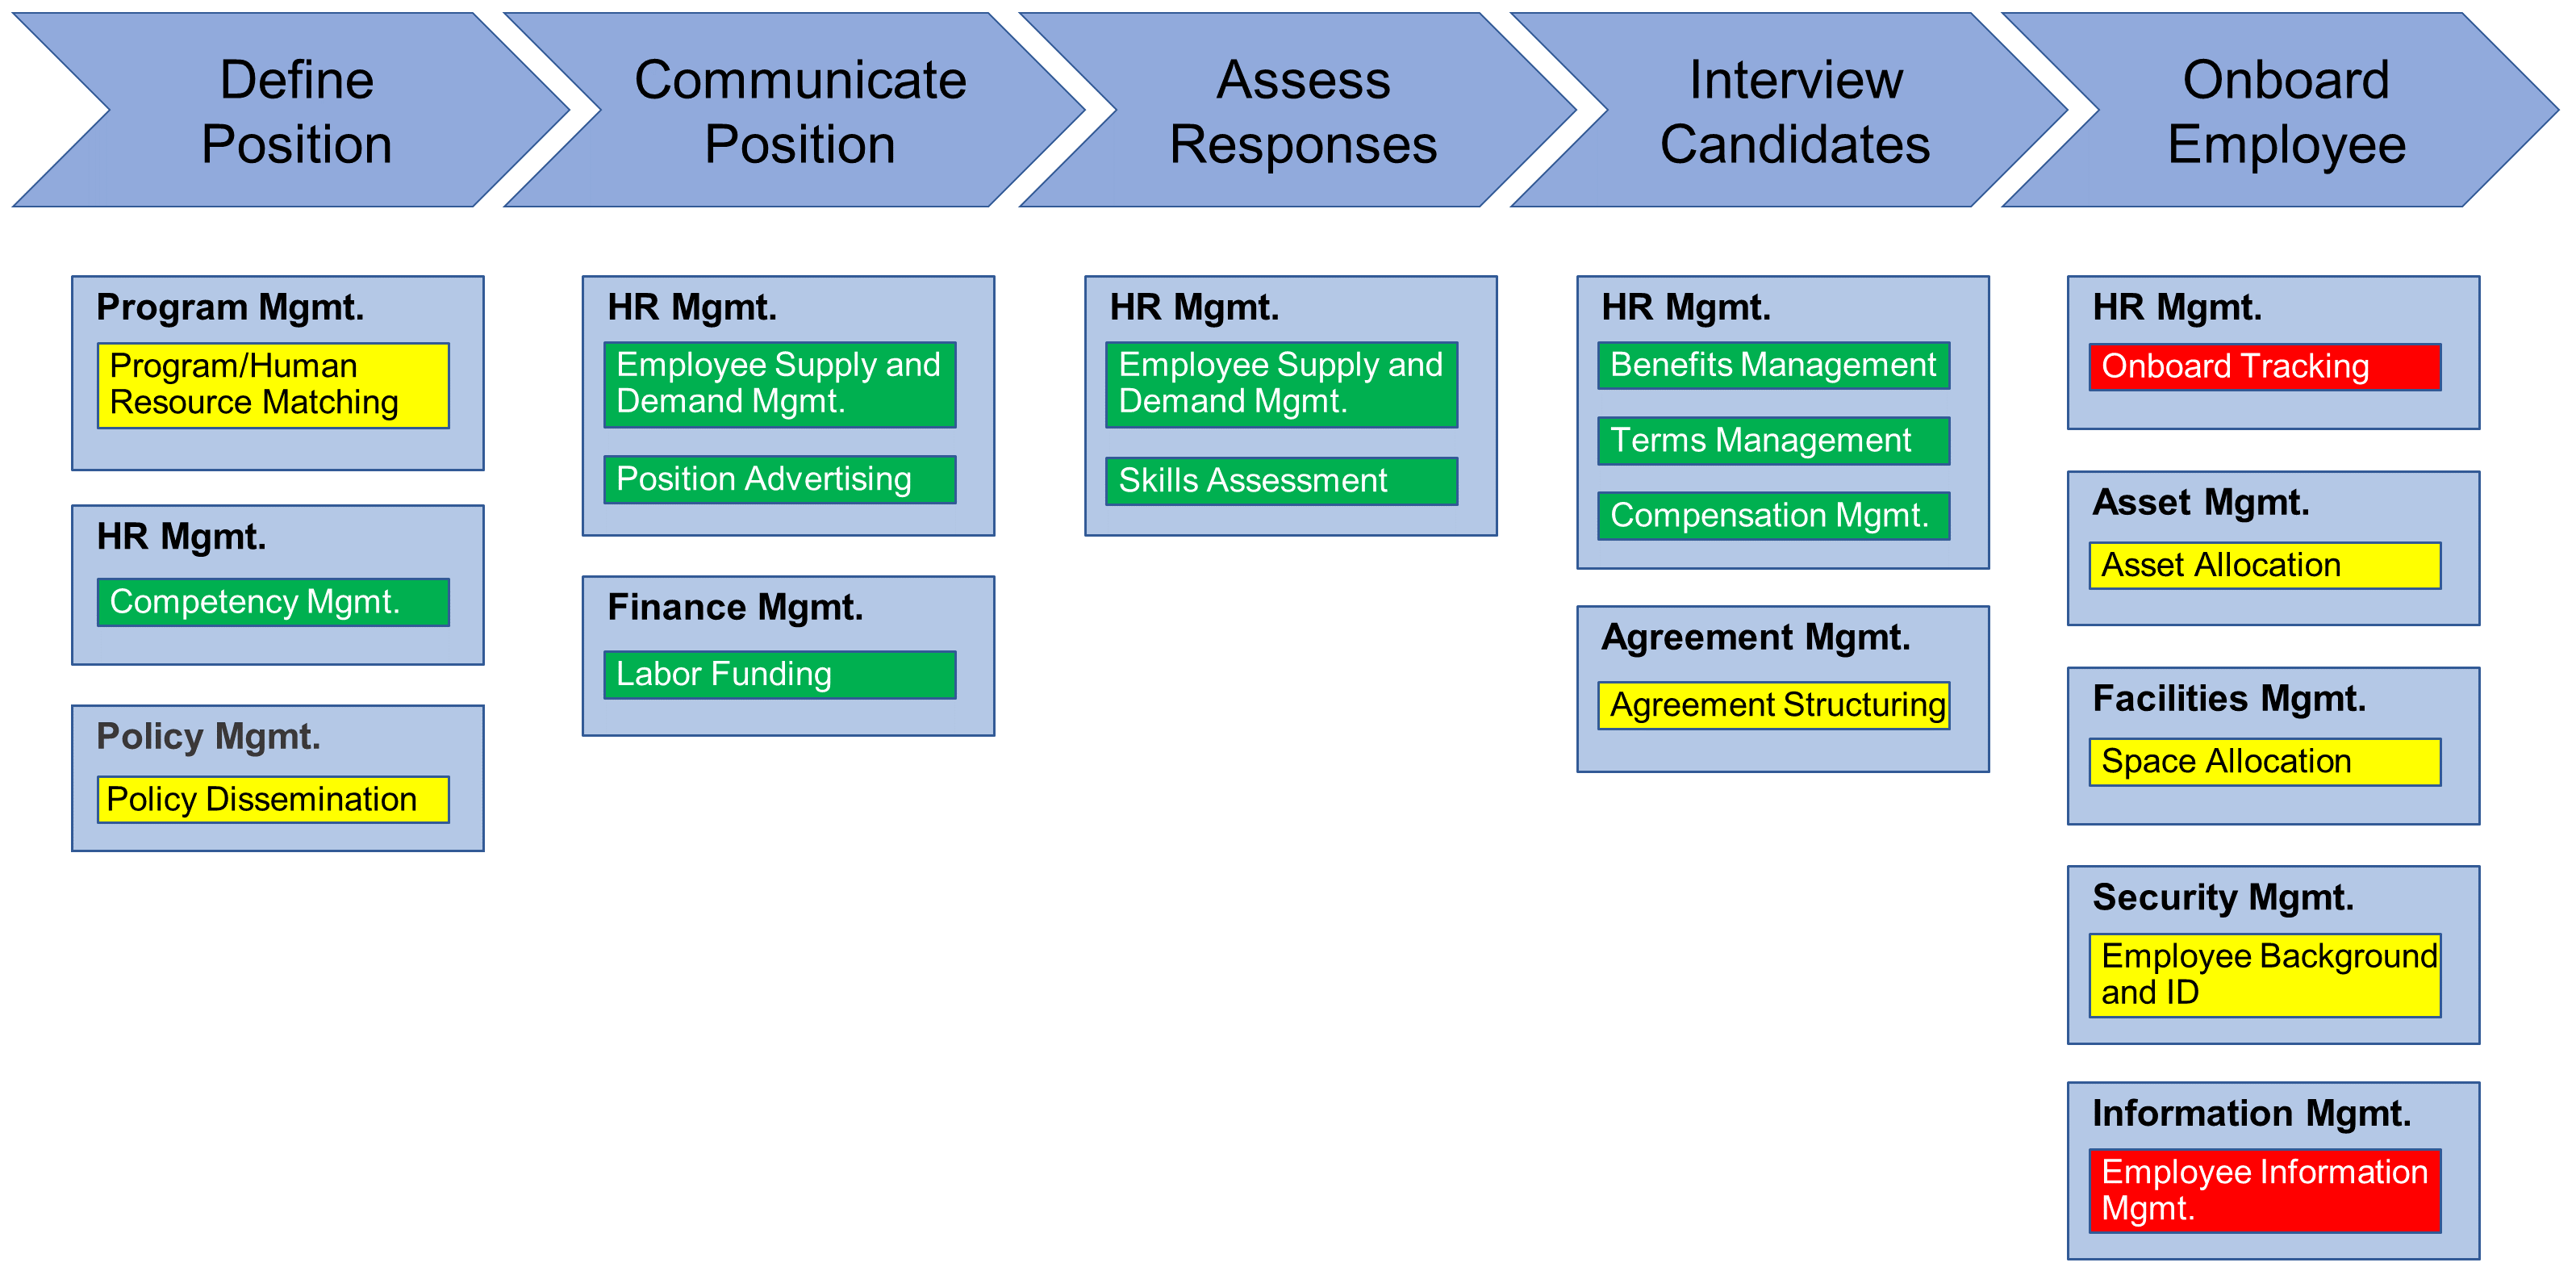 Define
Position
Communicate
Position
Assess
Responses
Interview
Candidates
Onboard
Employee
Program Mgmt.
Program/Human
Resource Matching
HR Mgmt.
Competency Mgmt.
Policy Mgmt.
Policy Dissemination
HR Mgmt.
Employee Supply and
Demand Mgmt.
Position Advertising
Finance Mgmt.
Labor Funding
HR Mgmt.
Employee Supply and
Demand Mgmt.
Skills Assessment
HR Mgmt.
Benefits Management
Terms Management
Compensation Mgmt.
Agreement Mgmt.
Agreement Structuring
HR Mgmt.
Onboard Tracking
Asset Mgmt.
Asset Allocation
Facilities Mgmt.
Space Allocation
Security Mgmt.
Employee Background
and ID
Information Mgmt.
Employee Information
Mgmt.